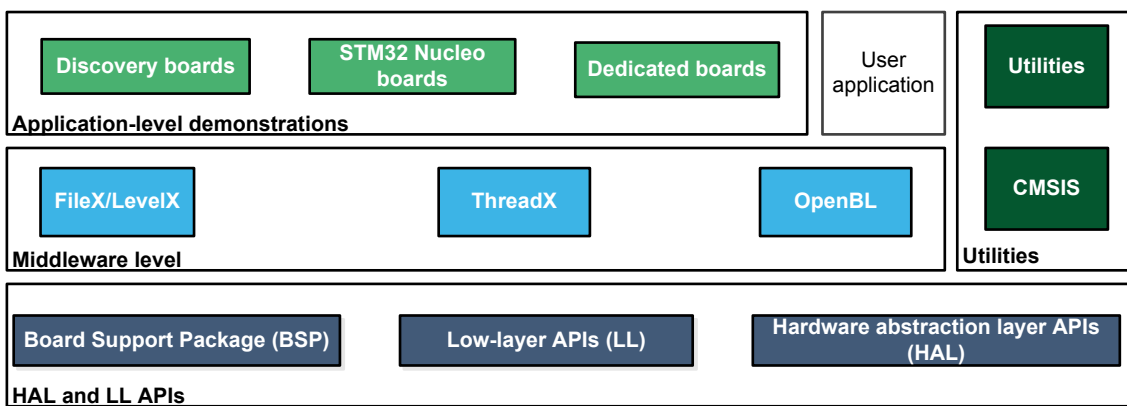 Discovery boards
STM32 Nucleo
boards
Dedicated boards
Application-level demonstrations
User
application
Utilities
CMSIS
Utilities
FileX/LevelX
ThreadX
OpenBL
Middleware level
Board Support Package (BSP)
Low-layer APIs (LL)
Hardware abstraction layer APIs
(HAL)
HAL and LL APIs